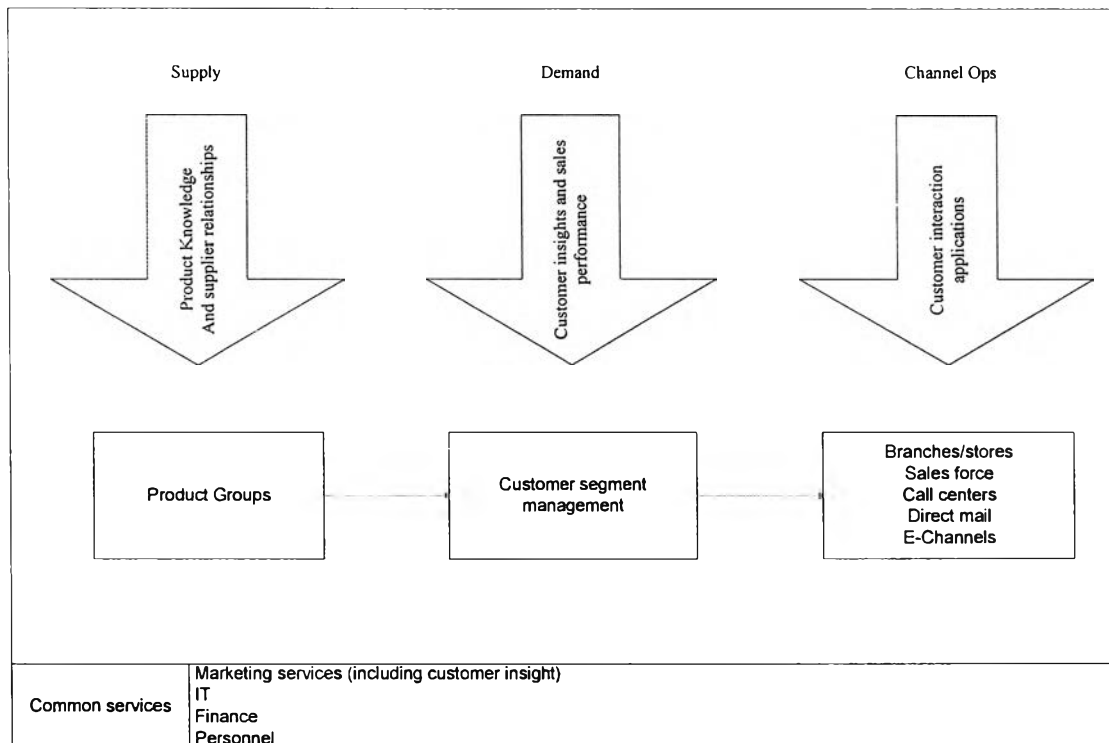 Supply
Demand
Channel Ops
Product Knowledge
And supplier relationships
Customer insights and sales
performance
Customer interaction
applications
Product Groups
Customer segment
management
Branches/stores
Sales force
Call centers
Direct mail
E-Channels
Common services
Marketing services (including customer insight)
IT
Finance
Personnel